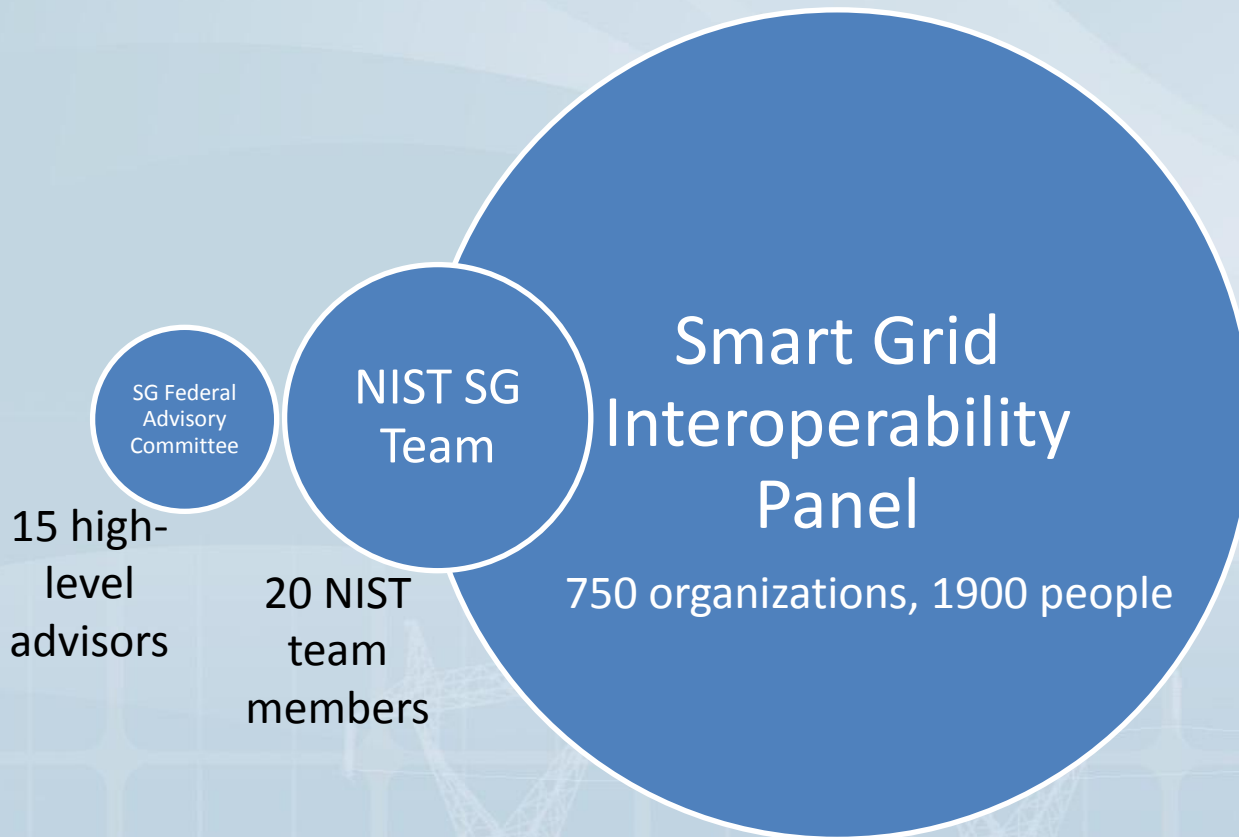 SG Federal
Advisory
Committee
15 high-
level
advisors
NIST SG
Team
20 NIST
team
members
Smart Grid
Interoperability
Panel
750 organizations, 1900 people